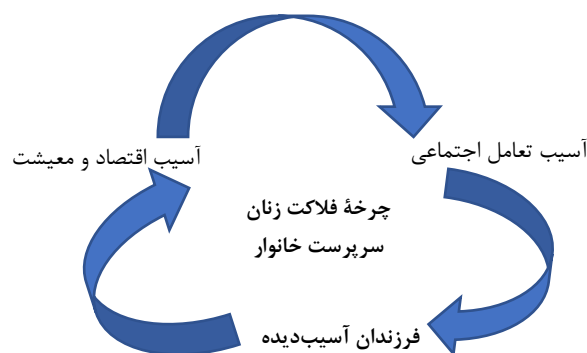 آسیب تعامل اجتماعی
آسیب اقتصاد و معیشت
چرخۀ فلاکت زنان
سرپرست خانوار
فرزندان آسیب‌دیده